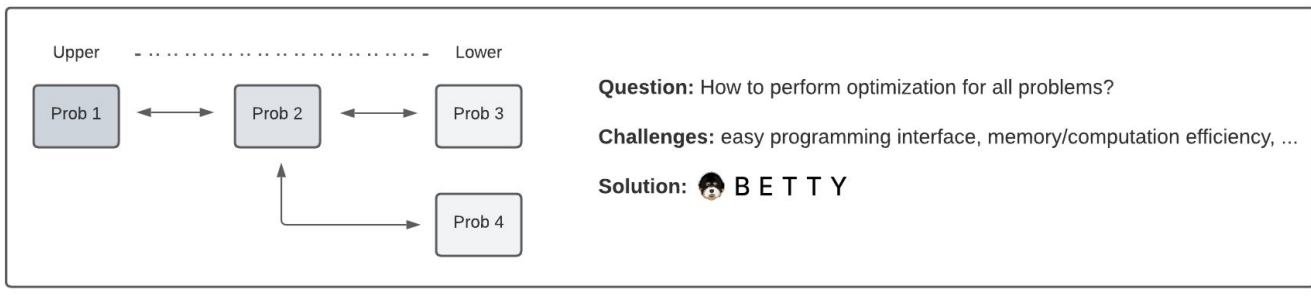 Upper
Lower
Prob 1
Prob 2
Prob 3
Prob 4
Question: How to perform optimization for all problems?
Challenges: easy programming interface, memory/computation efficiency, ...
Solution: BETTY